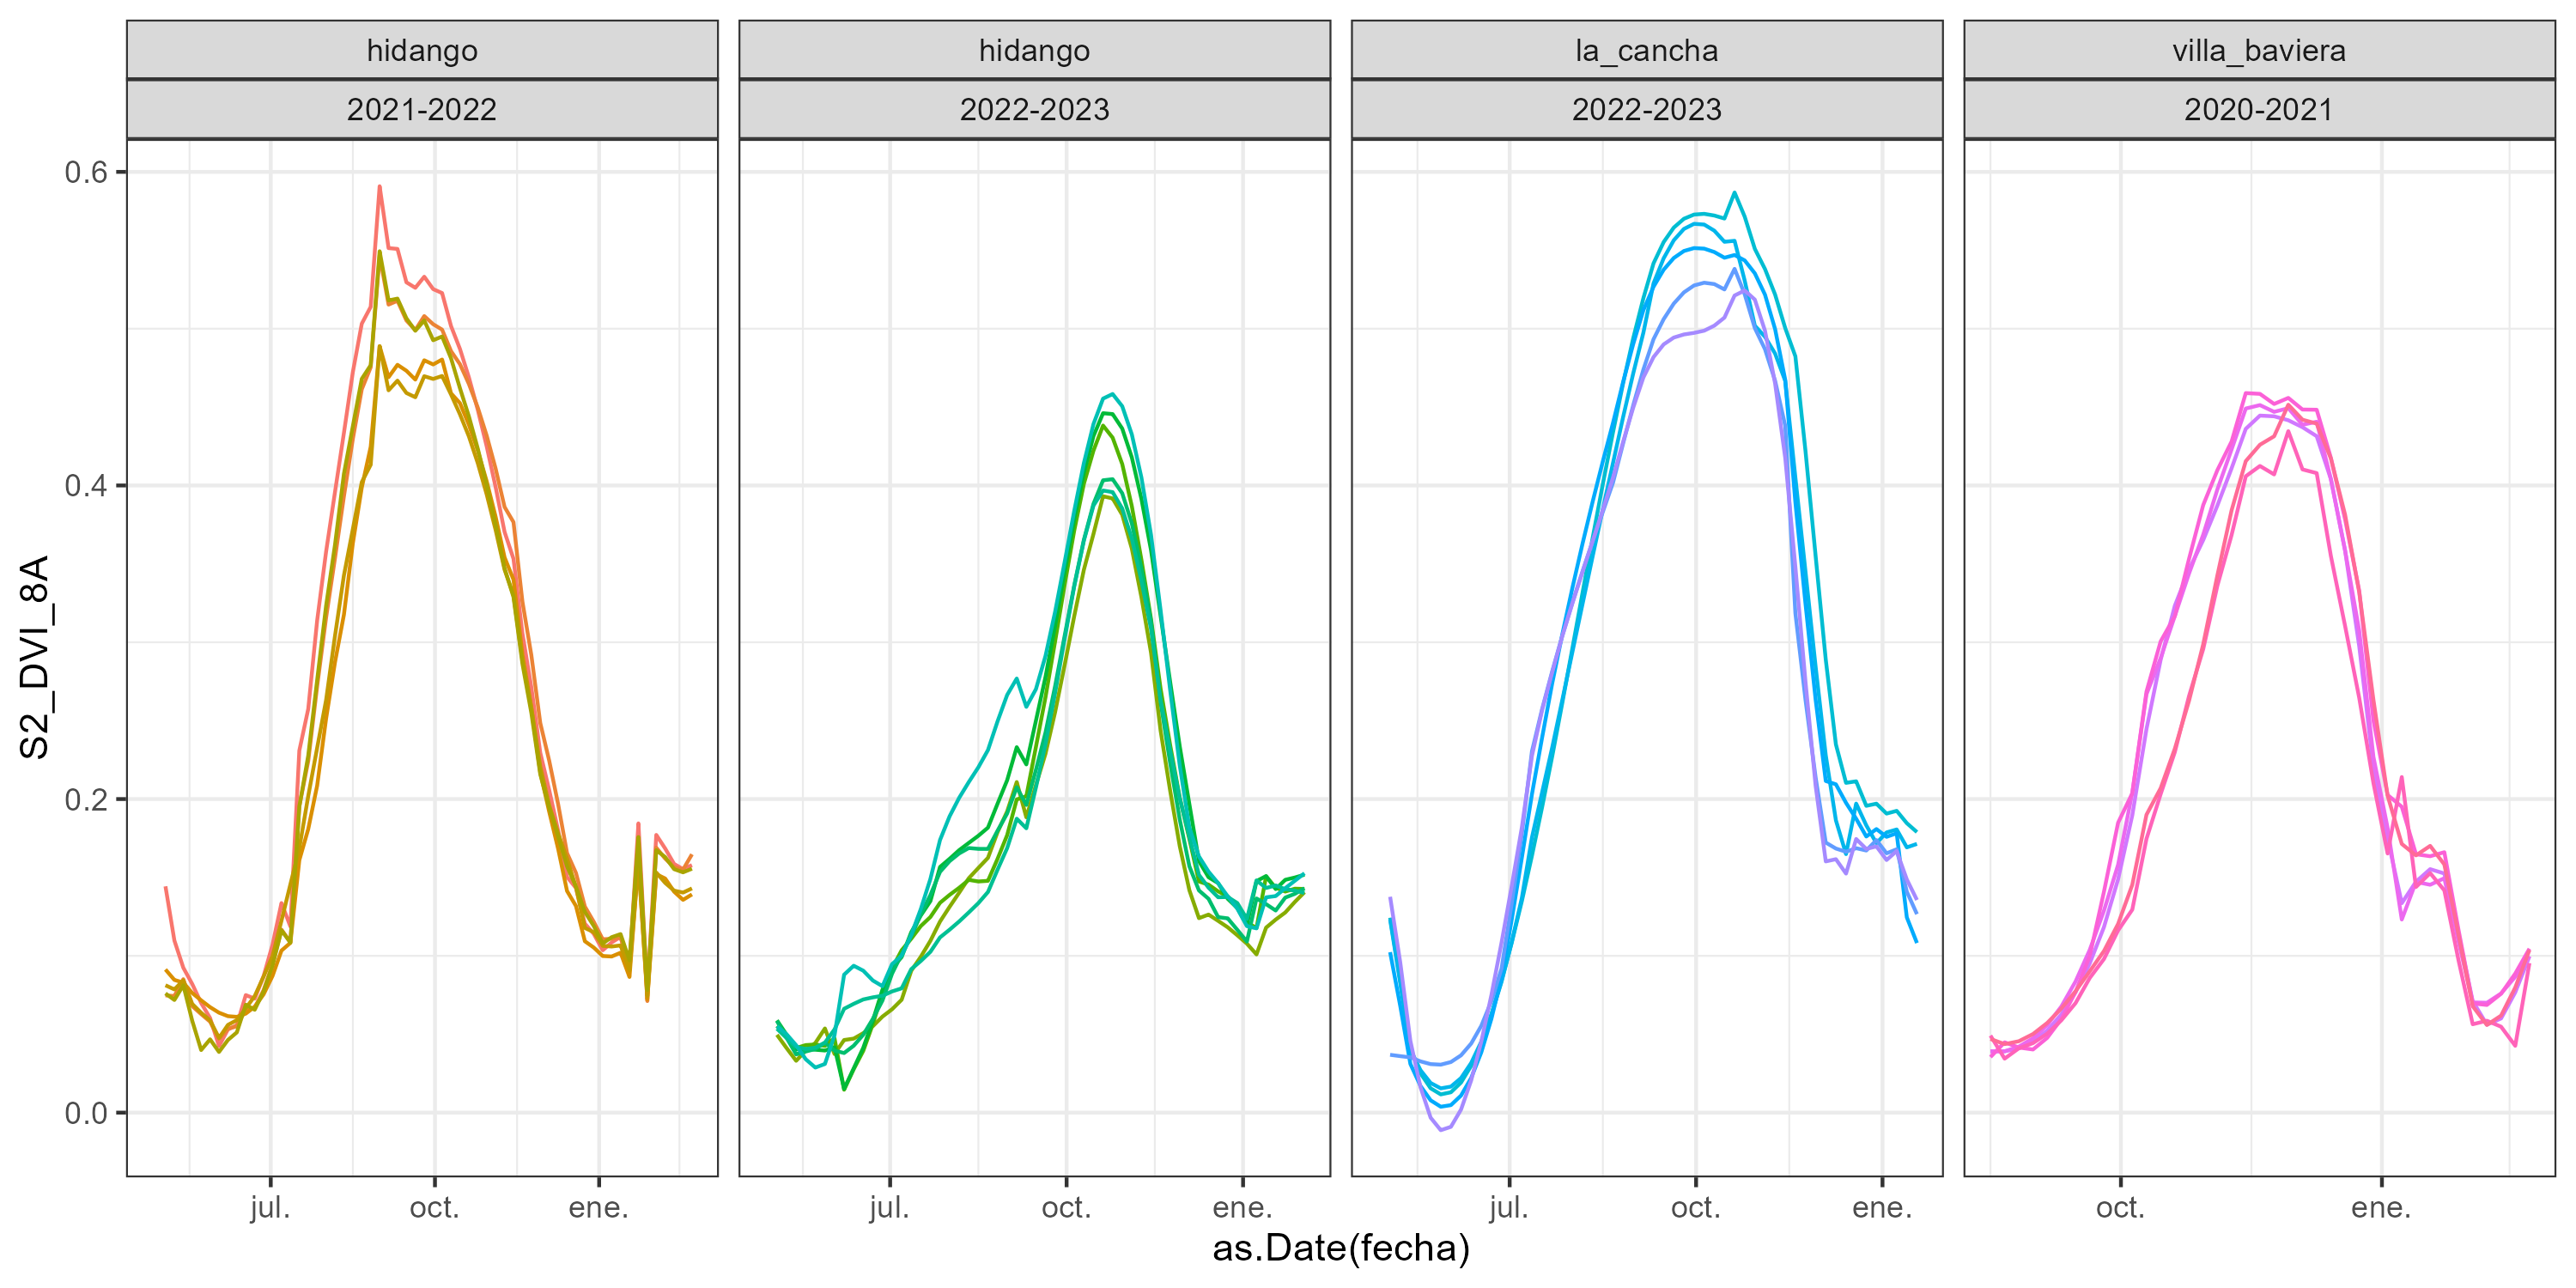 hidango
hidango
la_cancha
villa_baviera
2021-2022
2022-2023
2022-2023
2020-2021
S2_DVI_8A
0.6
0.4
0.2
0.0
jul.
oct.
ene.
jul.
oct.
ene.
jul.
oct.
ene.
oct.
ene.
as.Date(fecha)